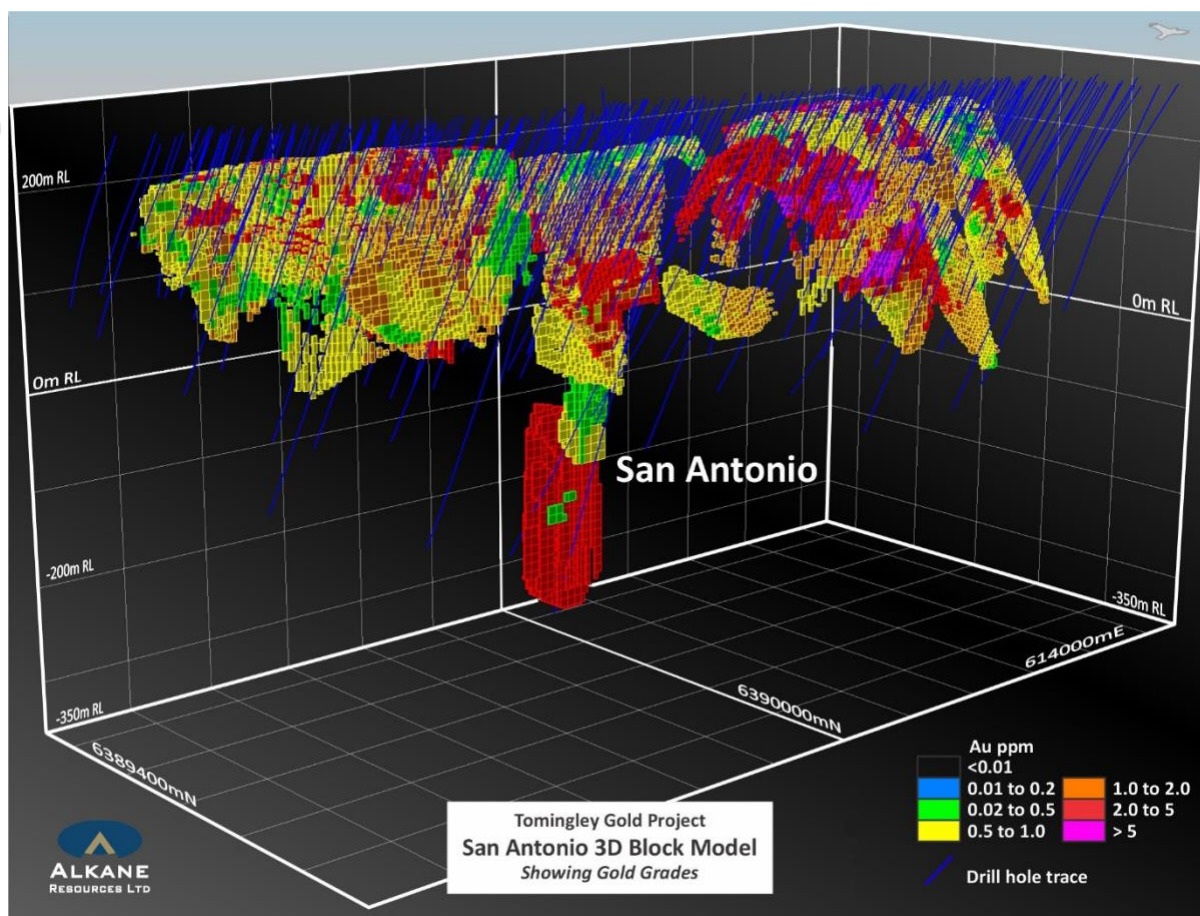 200m RL
0m RL
0m RL
San Antonio
-200m RL
-350m RL
-350m RL
614000mE
6390000mN
6389400mN
Au ppm
<0.01
0.01 to 0.2
1.0 to 2.0
0.02 to 0.5
2.0 to 5
0.5 to 1.0
> 5
Drill hole trace
Tomingley Gold Project
San Antonio 3D Block Model
Showing Gold Grades
ALKANE
RESOURCES LTD